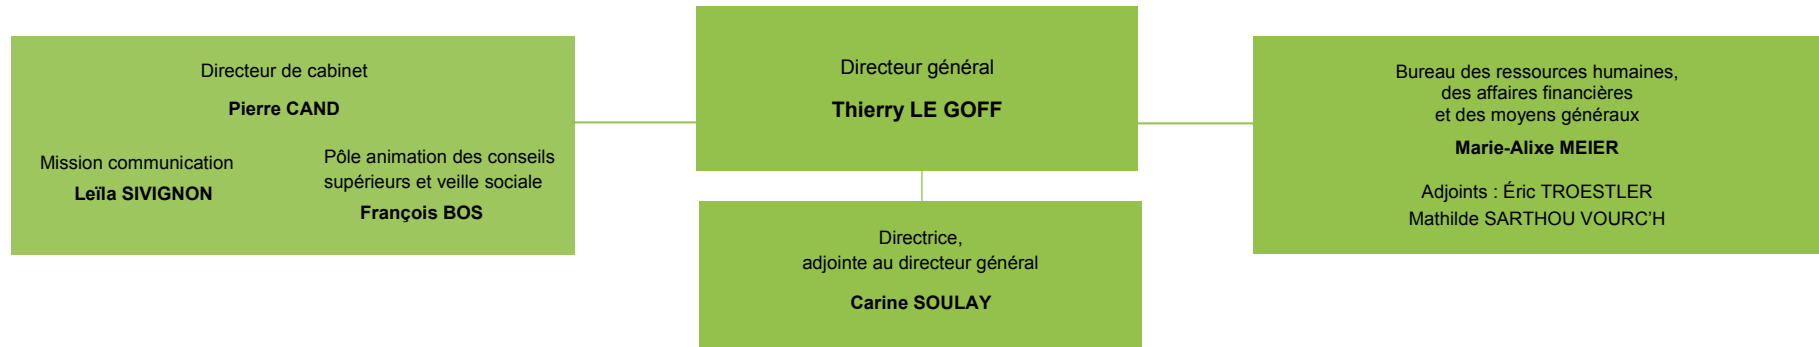 Directeur de cabinet
Pierre CAND
Mission communication
Leïla SIVIGNON
Pôle animation des conseils
supérieurs et veille sociale
François BOS
Directeur général
Thierry LE GOFF
Directrice,
adjointe au directeur général
Carine SOULAY
Bureau des ressources humaines,
des affaires financières
et des moyens généraux
Marie-Alixe MEIER
Adjoints : Éric TROESTLER
Mathilde SARTHOU VOURC’H